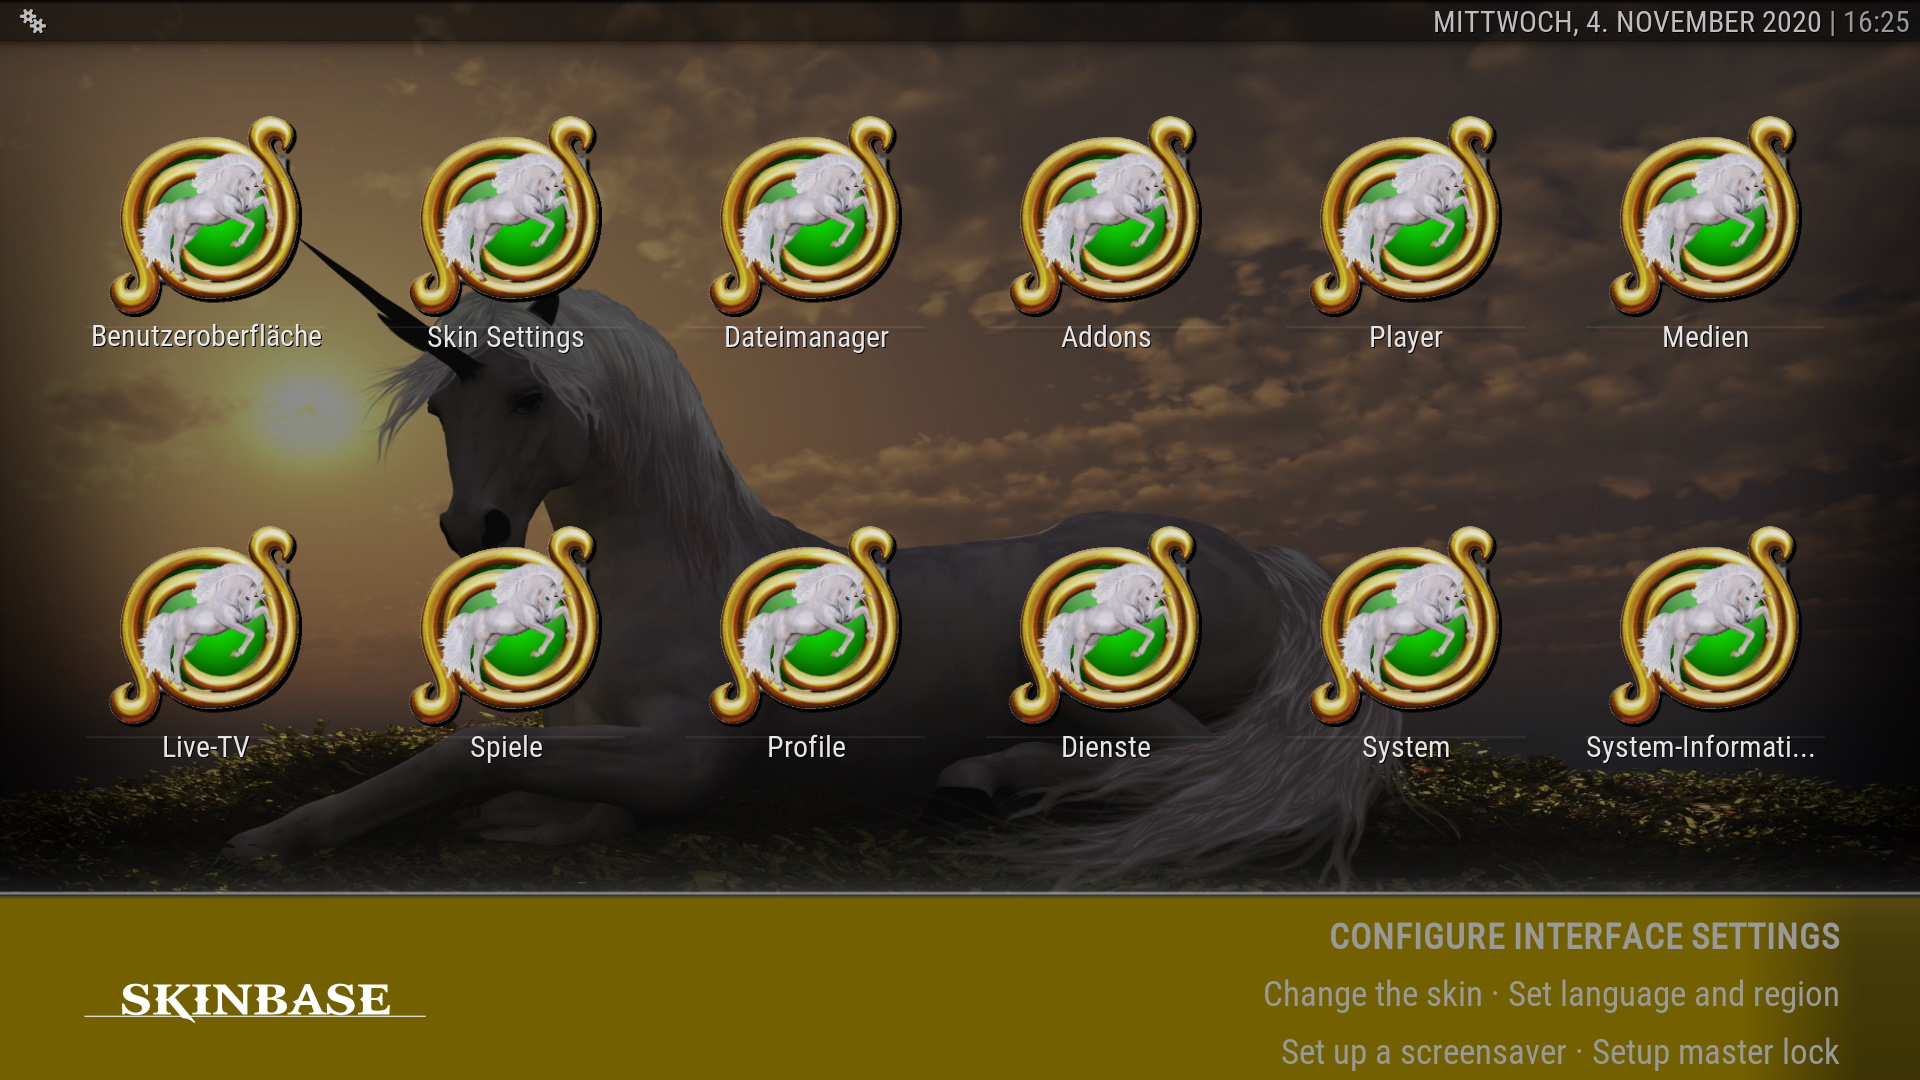 MITTWOCH, 4. NOVEMBER 2020 | 16:25
Benutzeroberfläche
Skin Settings
Dateimanager
Addons
Player
Medien
Live-TV
Spiele
Profile
Dienste
System
System-Informati...
SKINBASE
CONFIGURE INTERFACE SETTINGS
Change the skin · Set language and region
Set up a screensaver · Setup master lock